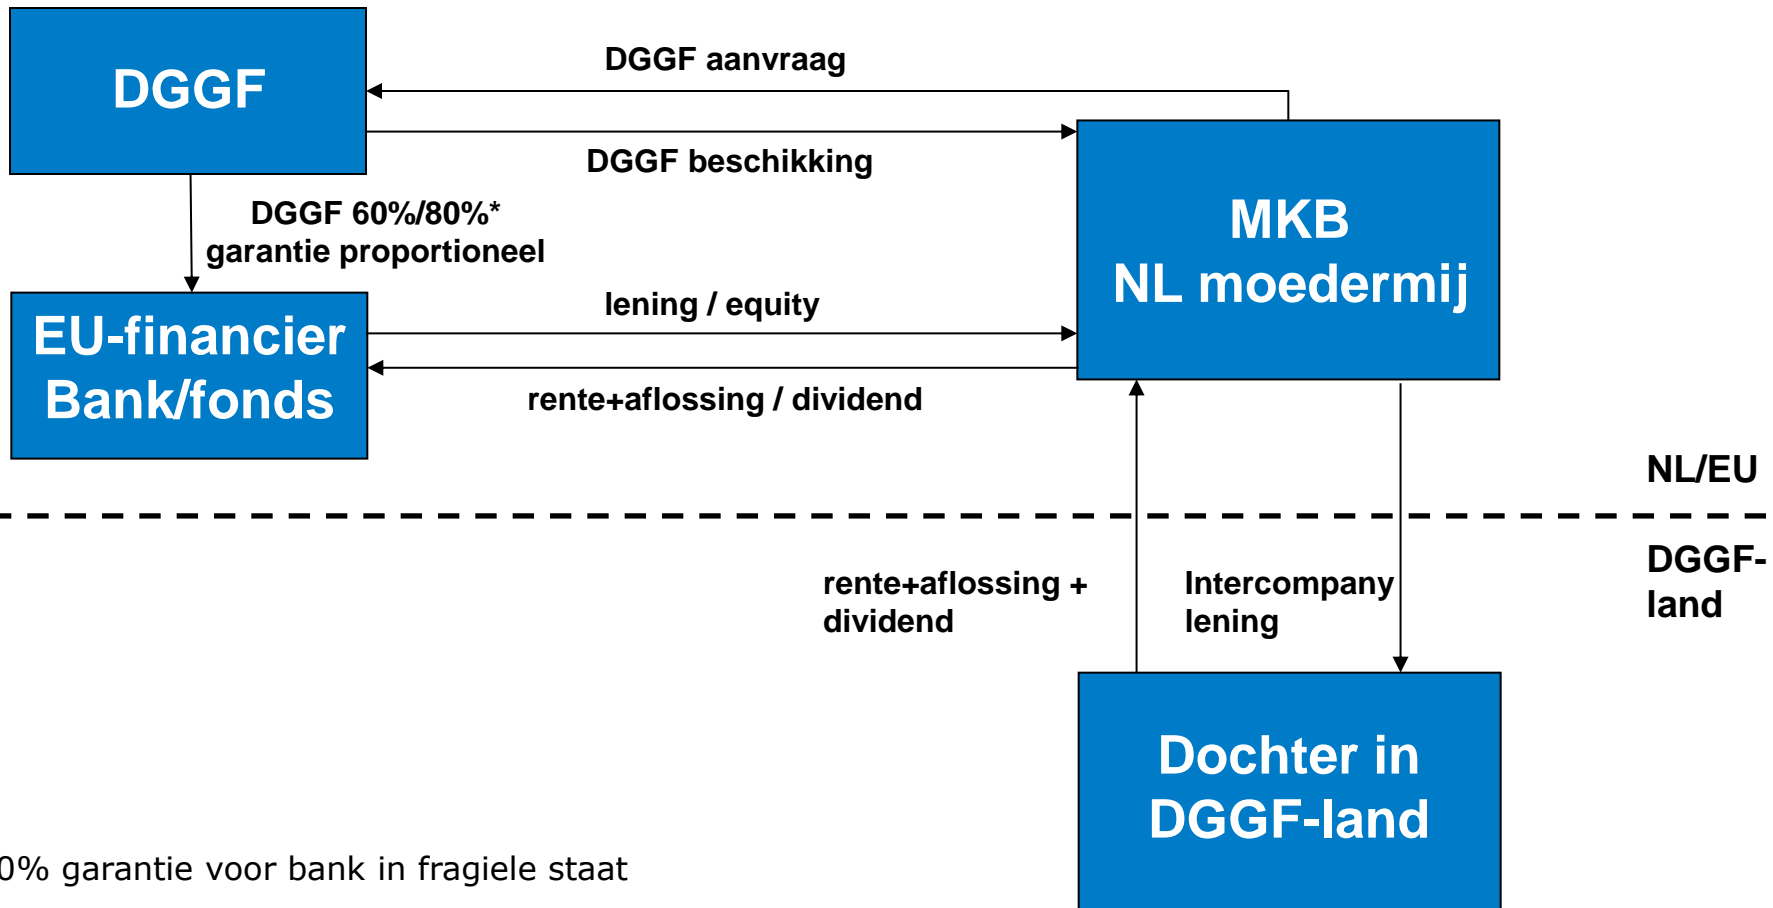 DGGF
DGGF aanvraag
DGGF beschikking
DGGF 60%/80%*
garantie proportioneel
MKB
NL moedermij
EU-financier
Bank/fonds
lening / equity
rente+aflossing / dividend
NL/EU
DGGF-
land
rente+aflossing +
dividend
Intercompany
lening
Dochter in
DGGF-land
0% garantie voor bank in fragiele staat